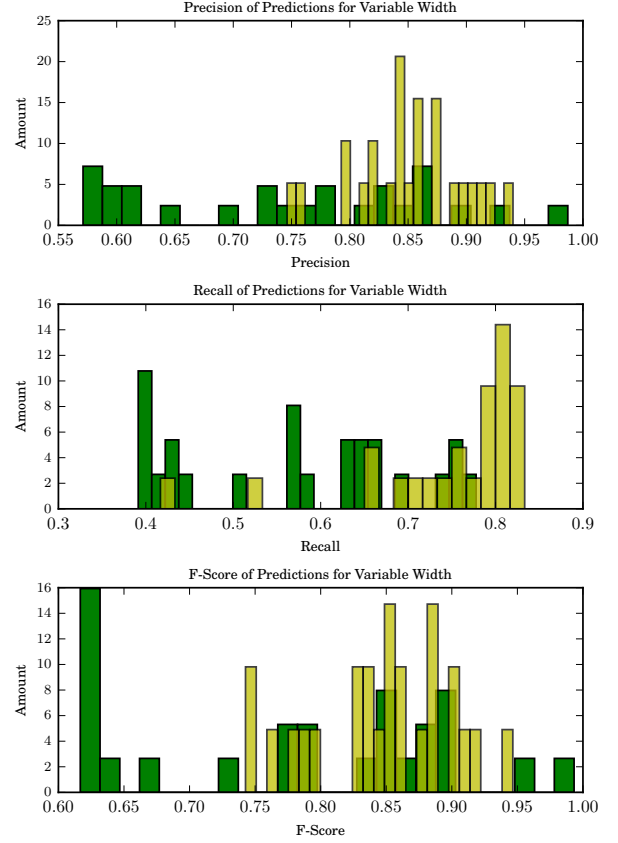 Precision of Predictions for Variable Width
25
20
15
10
5
0
Amount
0.55 0.60 0.65 0.70 0.75 0.80 0.85 0.90 0.95 1.00
Precision
Recall of Predictions for Variable Width
16
14
12
10
8
6
4
2
0
Amount
0.3 0.4 0.5 0.6 0.7 0.8 0.9
Recall
F-Score of Predictions for Variable Width
16
14
12
10
8
6
4
2
0
Amount
0.60 0.65 0.70 0.75 0.80 0.85 0.90 0.95 1.00
F-Score